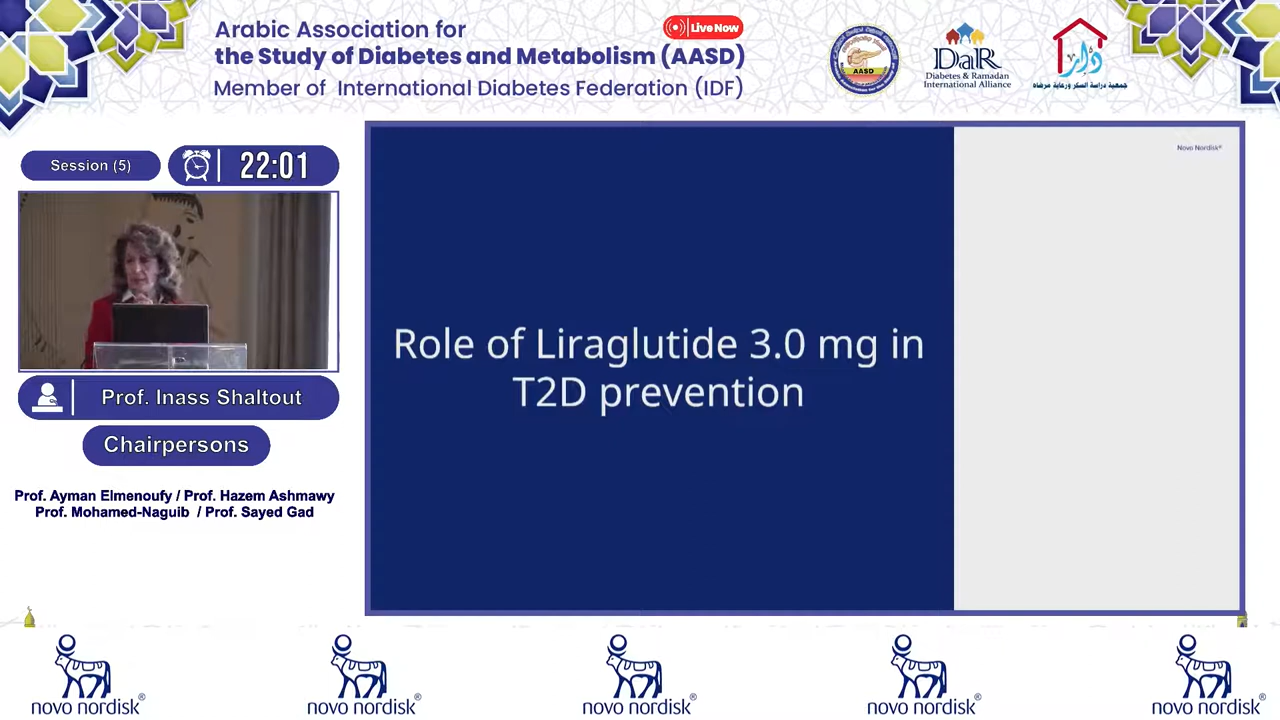 Arabic Association for
the Study of Diabetes and Metabolism (AASD)
Member of International Diabetes Federation (IDF)
Live Now
AASD
DaR
Diabetes & Ramadan
International Alliance
دار
جمعية دراسة السكر ورعاية مرضاه
Session (5)
22:01
Prof. Inass Shaltout
Chairpersons
Prof. Ayman Elmenoufy / Prof. Hazem Ashmawy
Prof. Mohamed-Naguib / Prof. Sayed Gad
Novo Nordisk®
Role of Liraglutide 3.0 mg in
T2D prevention
novo nordisk®
novo nordisk®
novo nordisk®
novo nordisk®
novo nordisk®